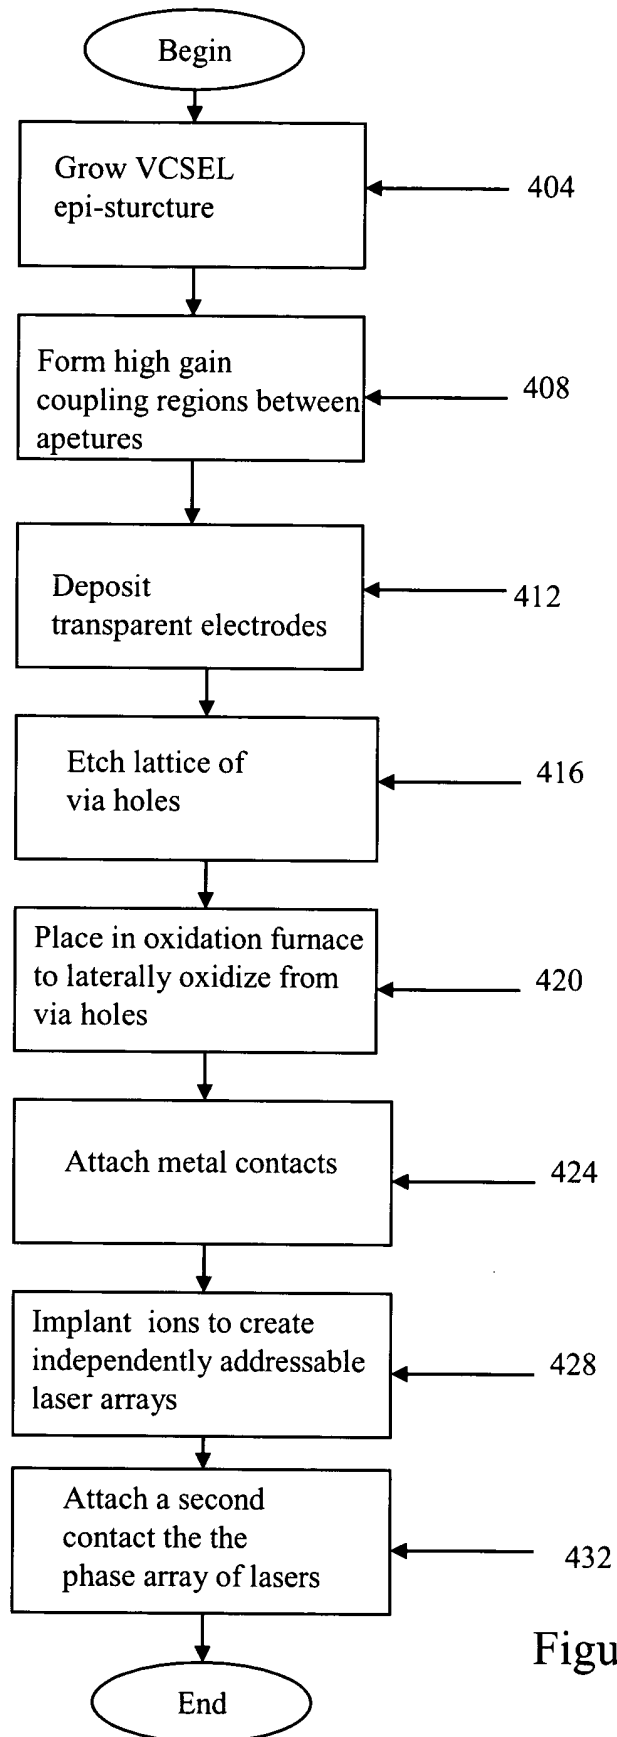 Begin
Grow VCSEL
epi-sturcture
404
Form high gain
coupling regions between
apetures
408
Deposit
transparent electrodes
412
Etch lattice of
via holes
416
Place in oxidation furnace
to laterally oxidize from
via holes
420
Attach metal contacts
424
Implant ions to create
independently addressable
laser arrays
428
Attach a second
contact the the
phase array of lasers
432
Figu
End